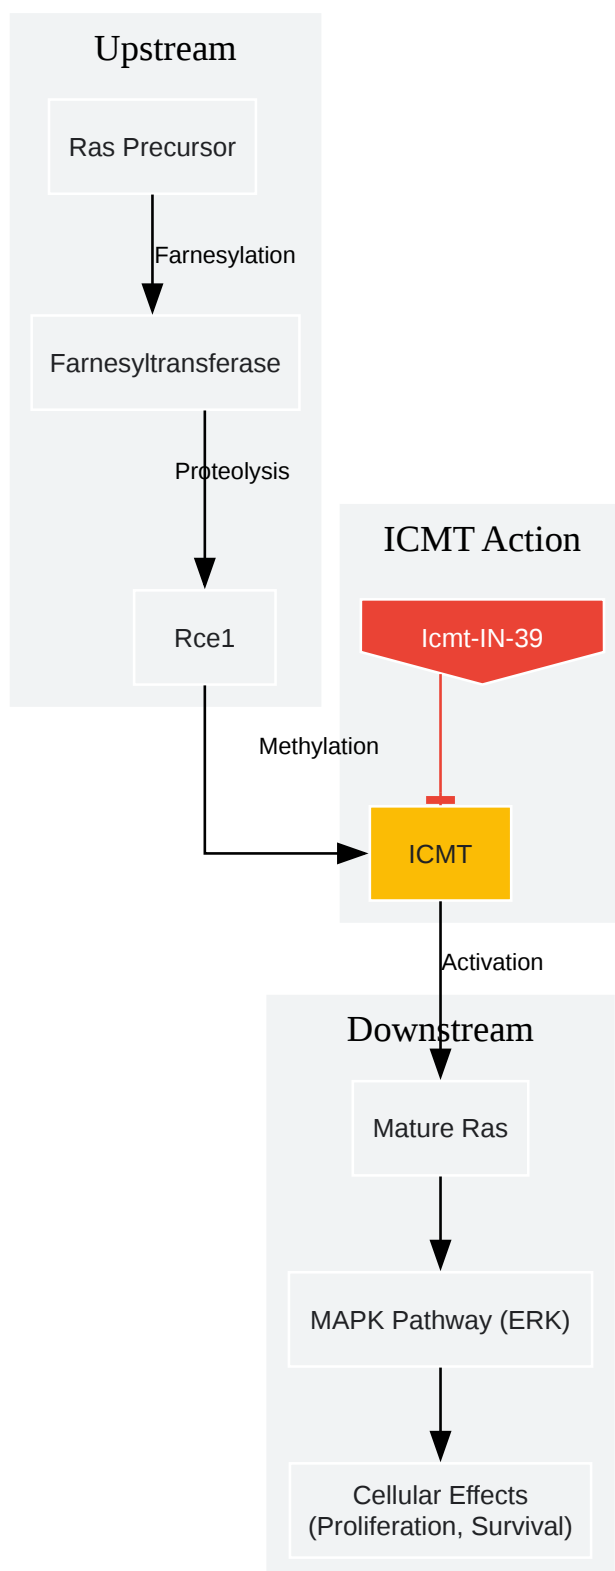 Upstream
Ras Precursor
Farnesylation
Farnesyltransferase
Proteolysis
Rce1
ICMT Action
Icmt-IN-39
Methylation
ICMT
Activation
Downstream
Mature Ras
MAPK Pathway (ERK)
Cellular Effects
(Proliferation, Survival)